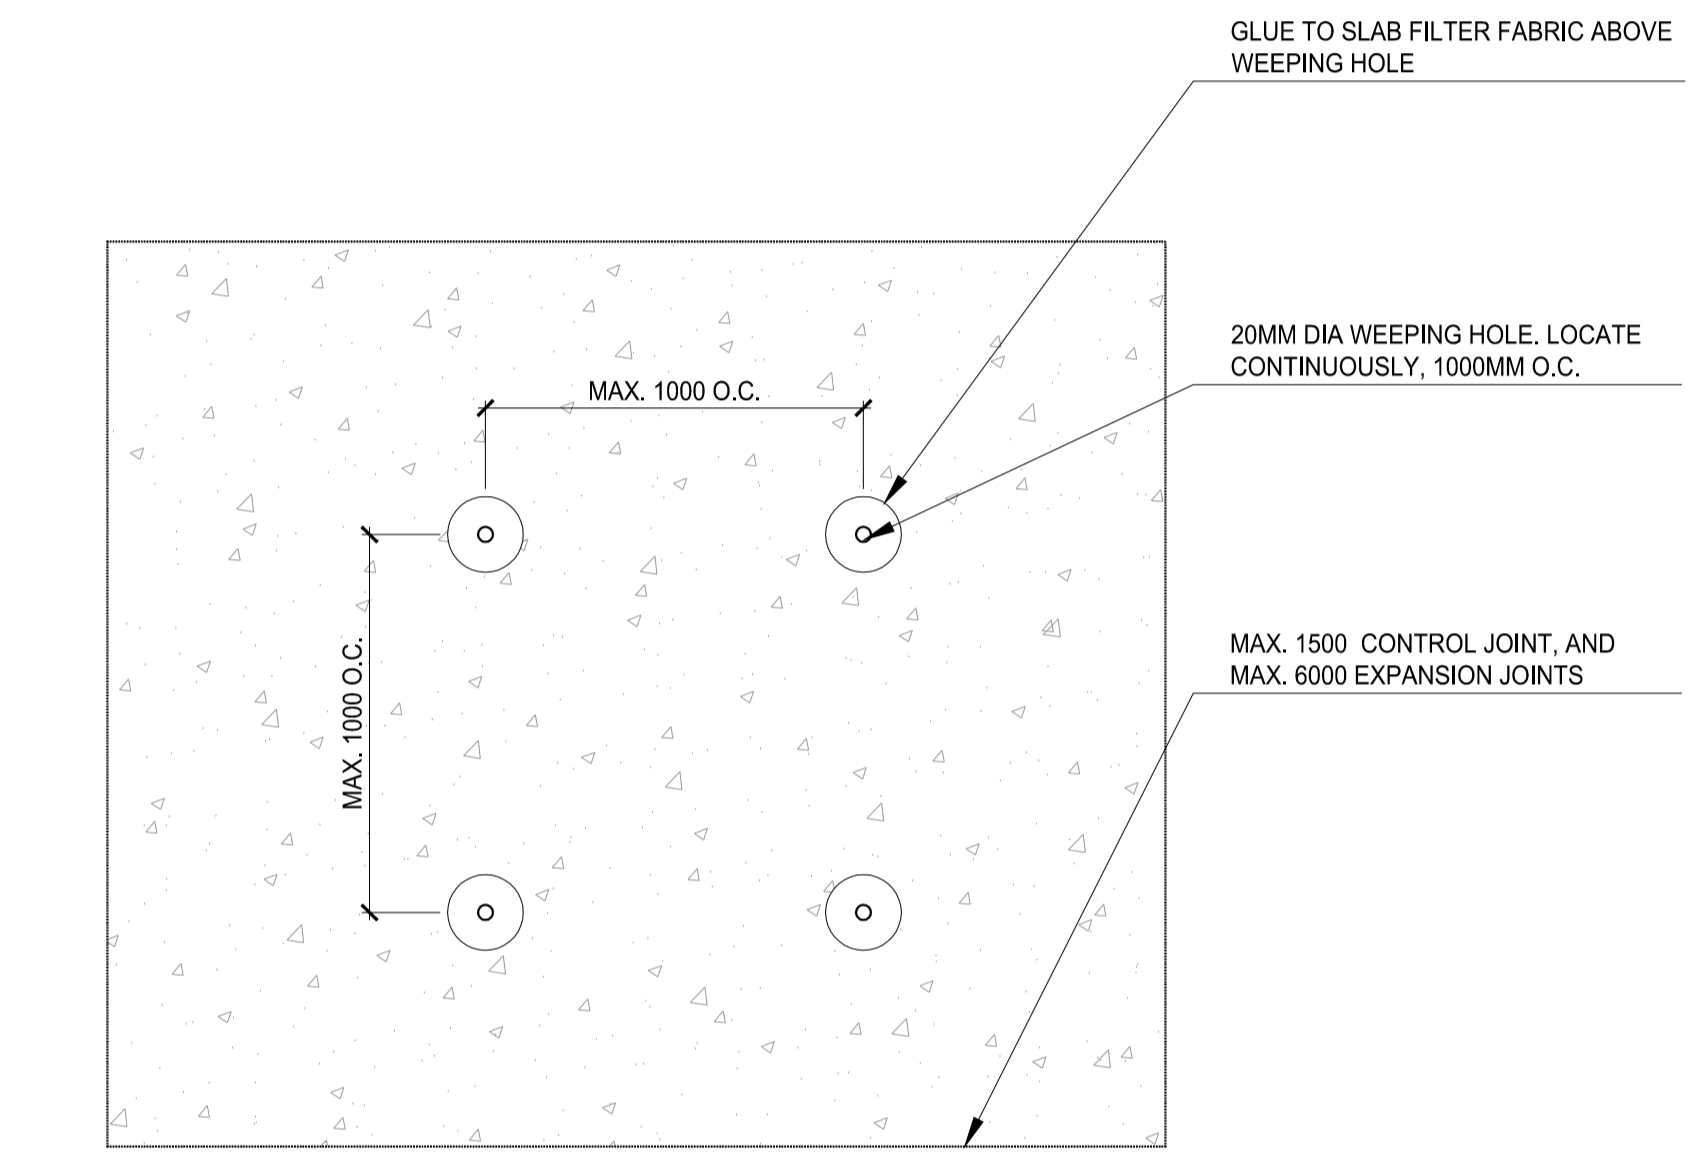 GLUE TO SLAB FILTER FABRIC ABOVE
WEEPING HOLE
20MM DIA WEEPING HOLE. LOCATE
CONTINUOUSLY, 1000MM O.C.
MAX. 1000 O.C.
MAX. 1000 O.C.
MAX. 1500 CONTROL JOINT, AND
MAX. 6000 EXPANSION JOINTS